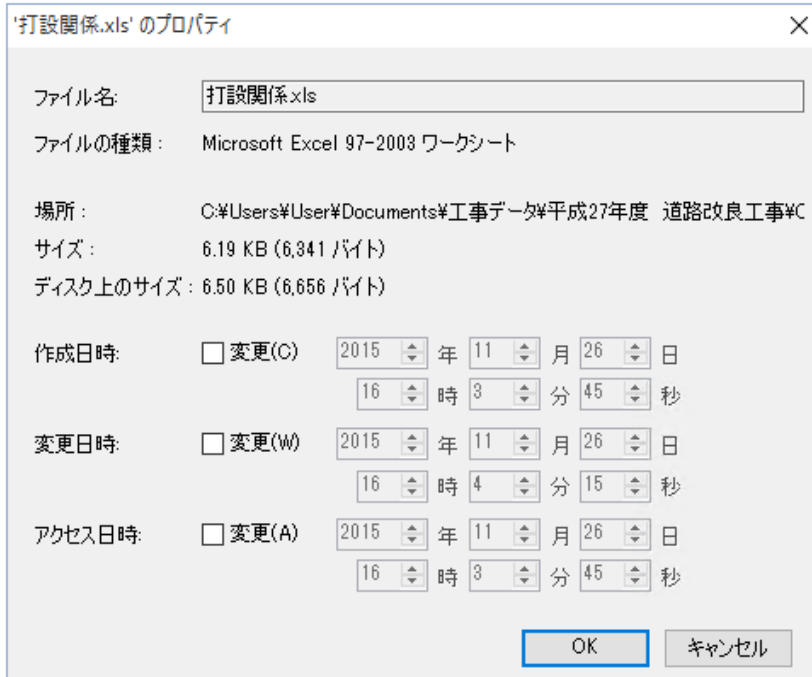 '打設関係.xls' のプロパティ
ファイル名: 打設関係.xls
ファイルの種類 : Microsoft Excel 97-2003 ワークシート
場所 : C:¥Users¥User¥Documents¥工事データ¥平成27年度 道路改良工事¥C
サイズ : 6.19 KB (6,341 バイト)
ディスク上のサイズ : 6.50 KB (6,656 バイト)
作成日時: 変更(C) 2015 年 11 月 26 日
16 時 3 分 45 秒
変更日時: 変更(W) 2015 年 11 月 26 日
16 時 4 分 15 秒
アクセス日時: 変更(A) 2015 年 11 月 26 日
16 時 3 分 45 秒
OK キャンセル